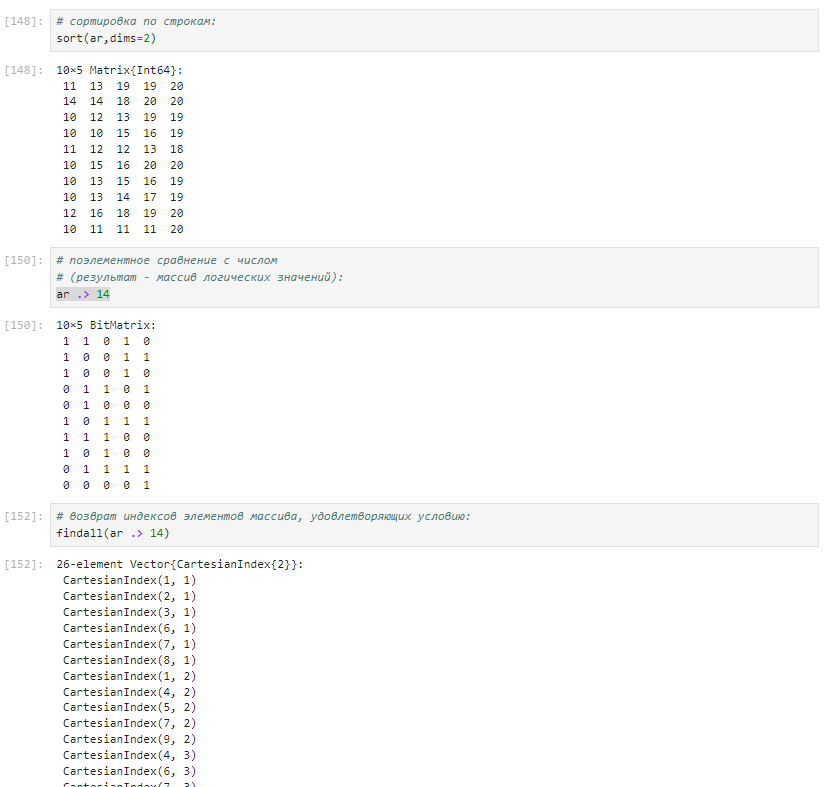 [148]: # сортировка по строкам:
sort(ar,dims=2)
[148]: 10×5 Matrix{Int64}:
11 13 19 19 20
14 14 18 20 20
10 12 13 19 19
10 10 15 16 19
11 12 12 13 18
10 15 16 20 20
10 13 15 16 19
10 13 14 17 19
12 16 18 19 20
10 11 11 11 20
[150]: # поэлементное сравнение с числом
# (результат - массив логических значений):
ar .> 14
[150]: 10×5 BitMatrix:
1 1 0 1 0
1 0 0 1 1
1 0 0 1 0
0 1 1 0 1
0 1 0 0 0
1 0 1 1 1
1 1 1 0 0
1 0 1 0 0
0 1 1 1 1
0 0 0 0 1
[152]: # возврат индексов элементов массива, удовлетворяющих условию:
findall(ar .> 14)
[152]: 26-element Vector{CartesianIndex{2}}:
CartesianIndex(1, 1)
CartesianIndex(2, 1)
CartesianIndex(3, 1)
CartesianIndex(6, 1)
CartesianIndex(7, 1)
CartesianIndex(8, 1)
CartesianIndex(1, 2)
CartesianIndex(4, 2)
CartesianIndex(5, 2)
CartesianIndex(7, 2)
CartesianIndex(9, 2)
CartesianIndex(4, 3)
CartesianIndex(6, 3)
CartesianIndex(7, 3)